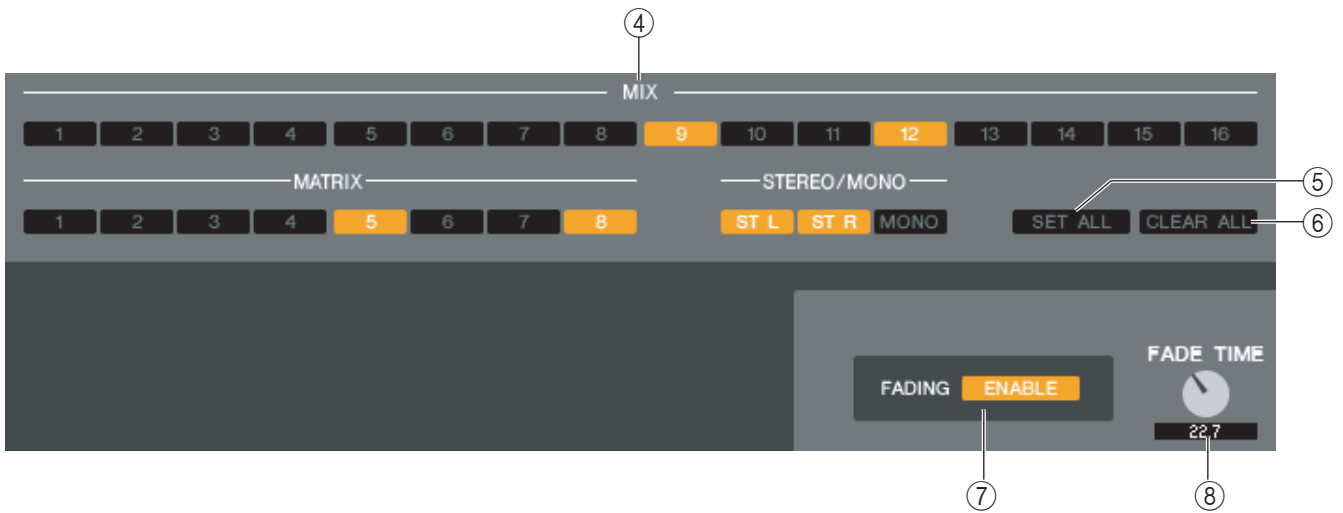 ④
MIX
1 2 3 4 5 6 7 8 9 10 11 12 13 14 15 16
MATRIX STEREO/MONO
⑤
1 2 3 4 5 6 7 8 ST L ST R MONO SET ALL CLEAR ALL
⑥
FADE TIME
FADING ENABLE
22.7
⑦ ⑧